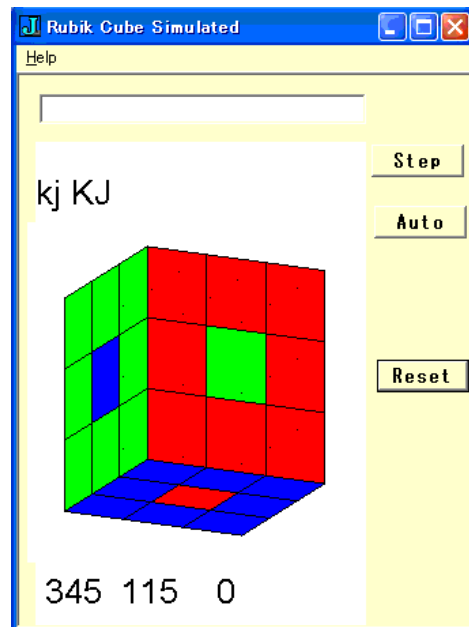 J Rubik Cube Simulated
Help
Step
kj KJ
Auto
Reset
345 115 0